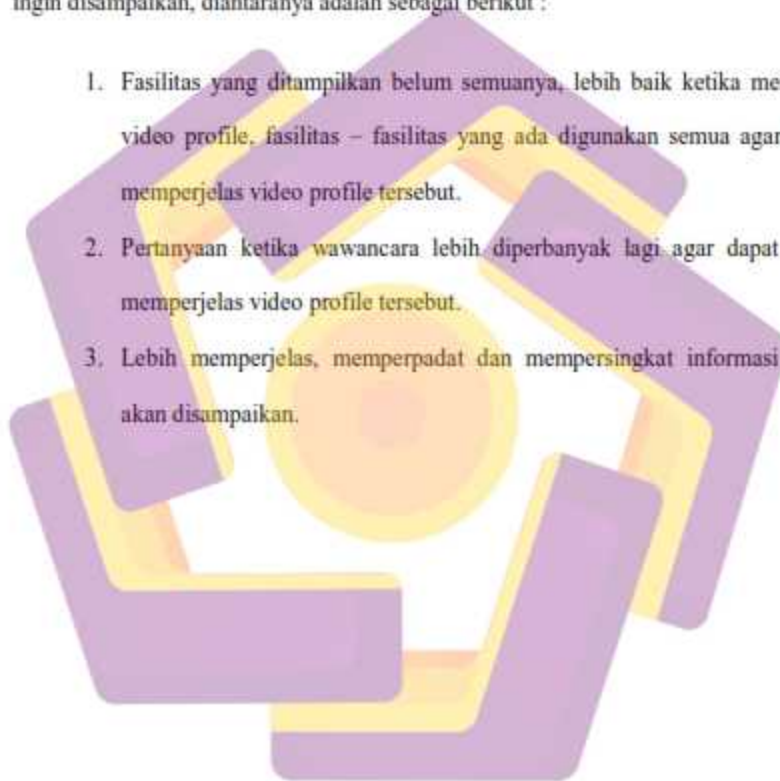 ingin disampaikan, diantaranya adalah sebagai berikut :
1. Fasilitas yang ditampilkan belum semuanya, lebih baik ketika me
video profile. fasilitas – fasilitas yang ada digunakan semua agar
memperjelas video profile tersebut.
2. Pertanyaan ketika wawancara lebih diperbanyak lagi agar dapat
memperjelas video profile tersebut.
3. Lebih memperjelas, memperpadat dan mempersingkat informasi
akan disampaikan.